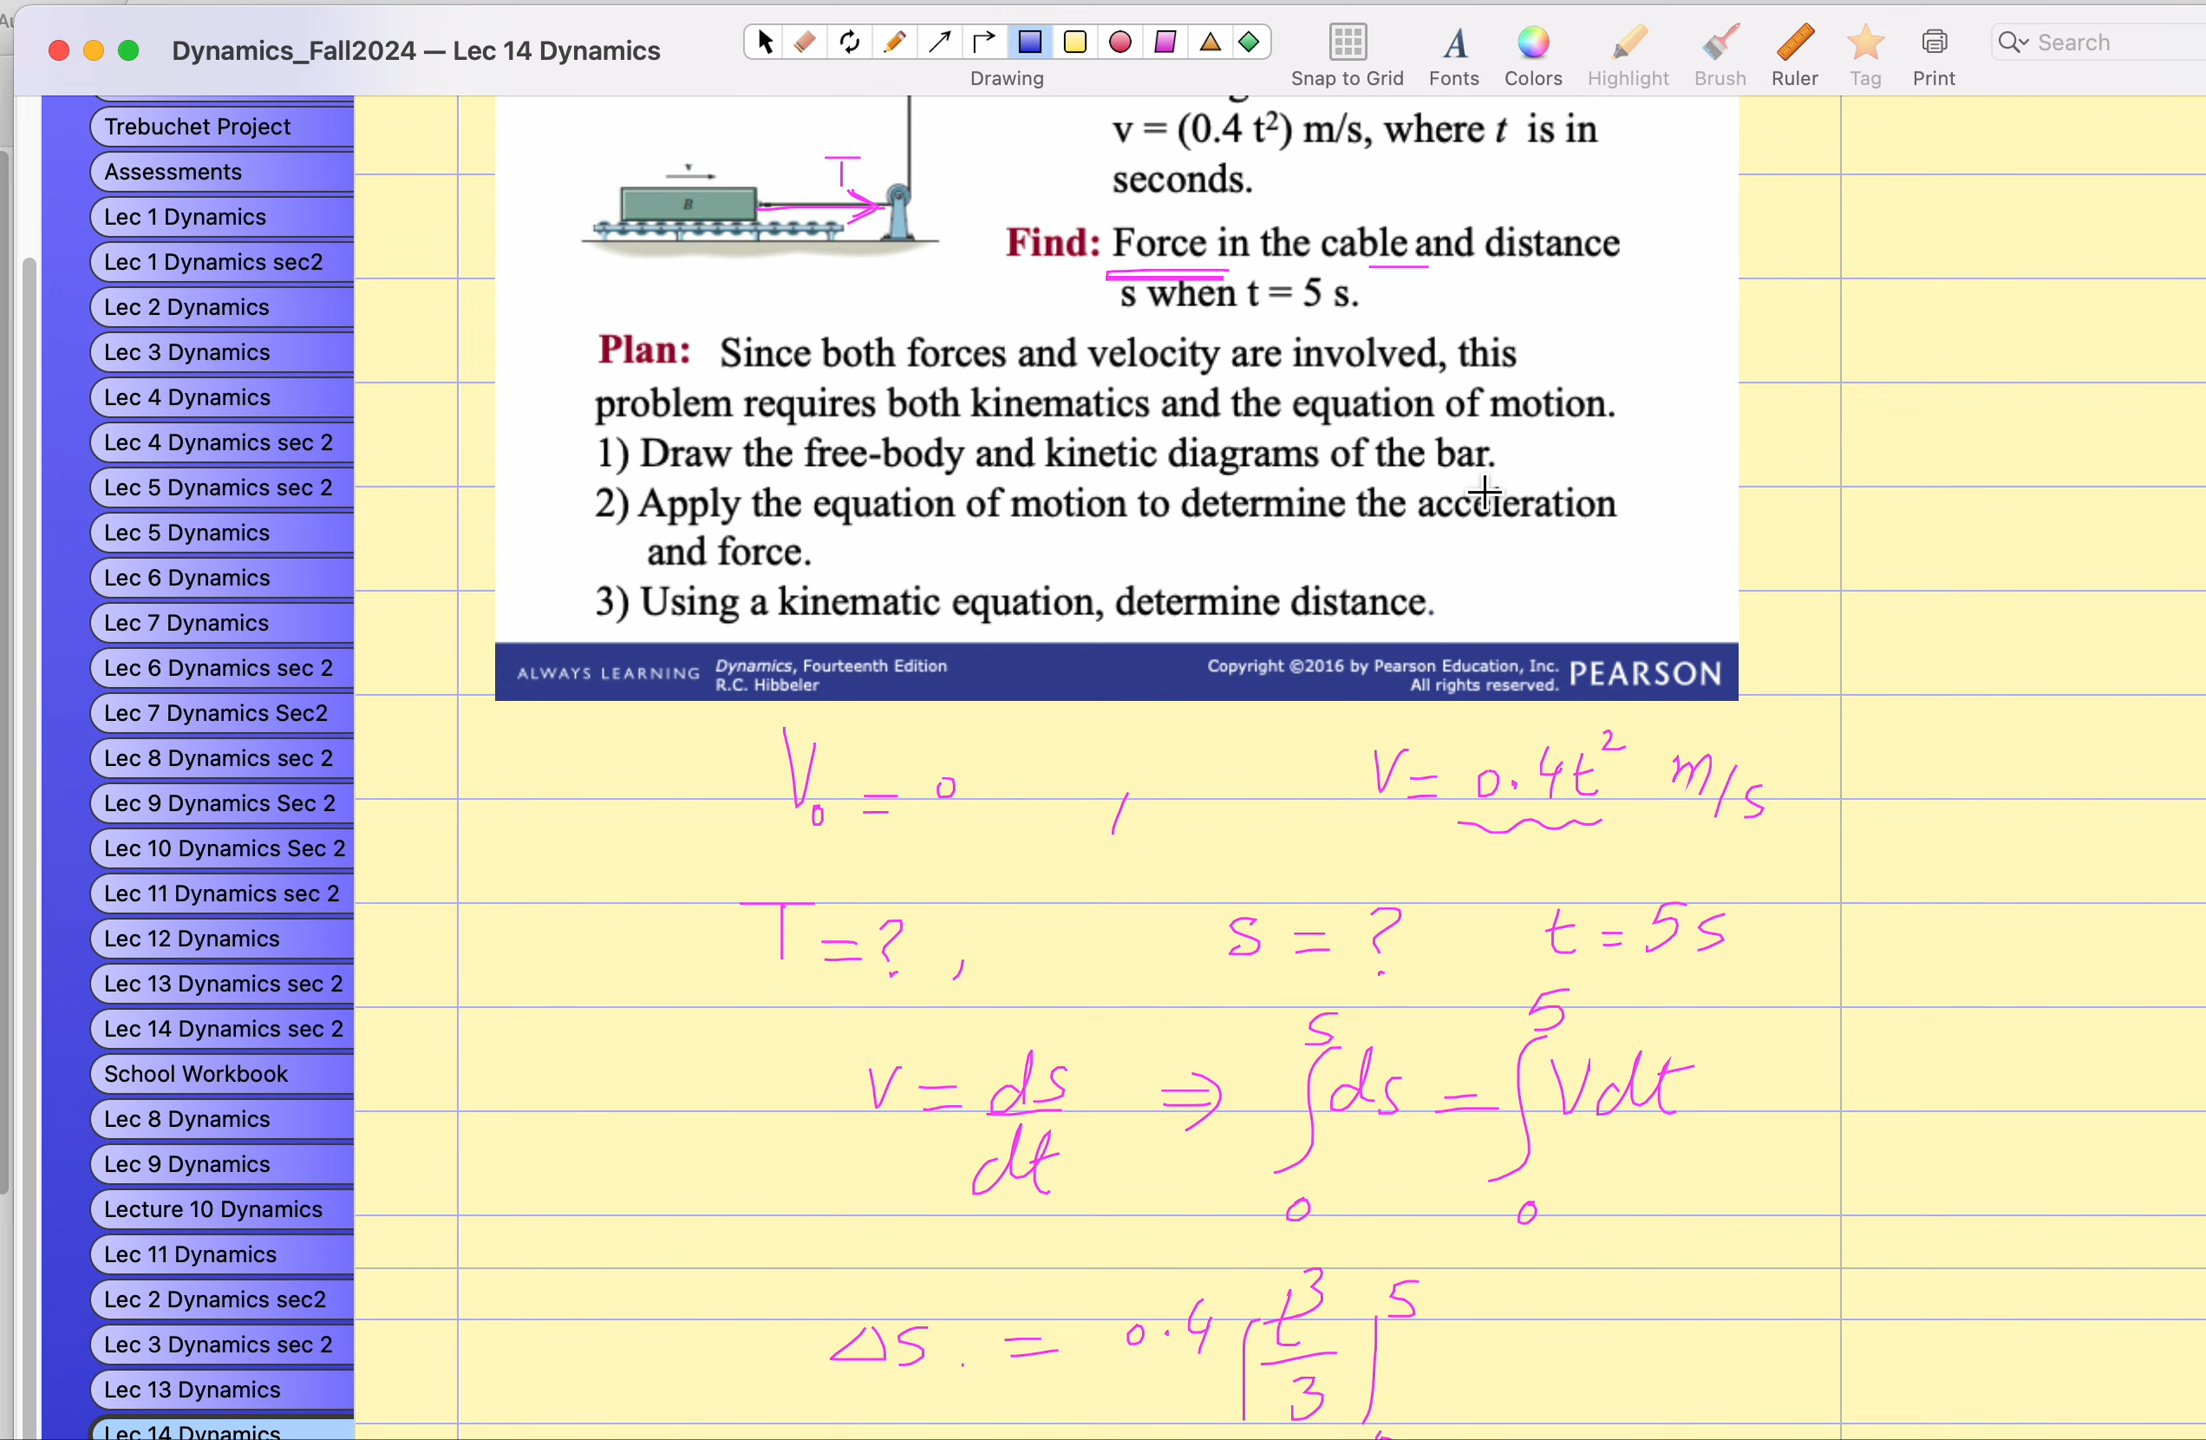 Dynamics_Fall2024 — Lec 14 Dynamics
Drawing
Snap to Grid
Fonts
Colors
Highlight
Brush
Ruler
Tag
Print
Search
Trebuchet Project
Assessments
Lec 1 Dynamics
Lec 1 Dynamics sec2
Lec 2 Dynamics
Lec 3 Dynamics
Lec 4 Dynamics
Lec 4 Dynamics sec 2
Lec 5 Dynamics sec 2
Lec 5 Dynamics
Lec 6 Dynamics
Lec 7 Dynamics
Lec 6 Dynamics sec 2
Lec 7 Dynamics Sec2
Lec 8 Dynamics sec 2
Lec 9 Dynamics Sec 2
Lec 10 Dynamics Sec 2
Lec 11 Dynamics sec 2
Lec 12 Dynamics
Lec 13 Dynamics sec 2
Lec 14 Dynamics sec 2
School Workbook
Lec 8 Dynamics
Lec 9 Dynamics
Lecture 10 Dynamics
Lec 11 Dynamics
Lec 2 Dynamics sec2
Lec 3 Dynamics sec 2
Lec 13 Dynamics
Lec 14 Dynamics
v = (0.4 t²) m/s, where t is in
seconds.
T
v
B
Find: Force in the cable and distance
s when t = 5 s.
Plan: Since both forces and velocity are involved, this
problem requires both kinematics and the equation of motion.
1) Draw the free-body and kinetic diagrams of the bar.
2) Apply the equation of motion to determine the acceleration
and force.
3) Using a kinematic equation, determine distance.
ALWAYS LEARNING
Dynamics, Fourteenth Edition
R.C. Hibbeler
Copyright ©2016 by Pearson Education, Inc.
All rights reserved.
PEARSON
V₀ = 0 , V = 0.4t² m/s
T = ? , s = ? t = 5s
v = ds/dt ⇒ ∫₀ˢ ds = ∫₀⁵ V dt
Δs. = 0.4 [t³/3]⁵